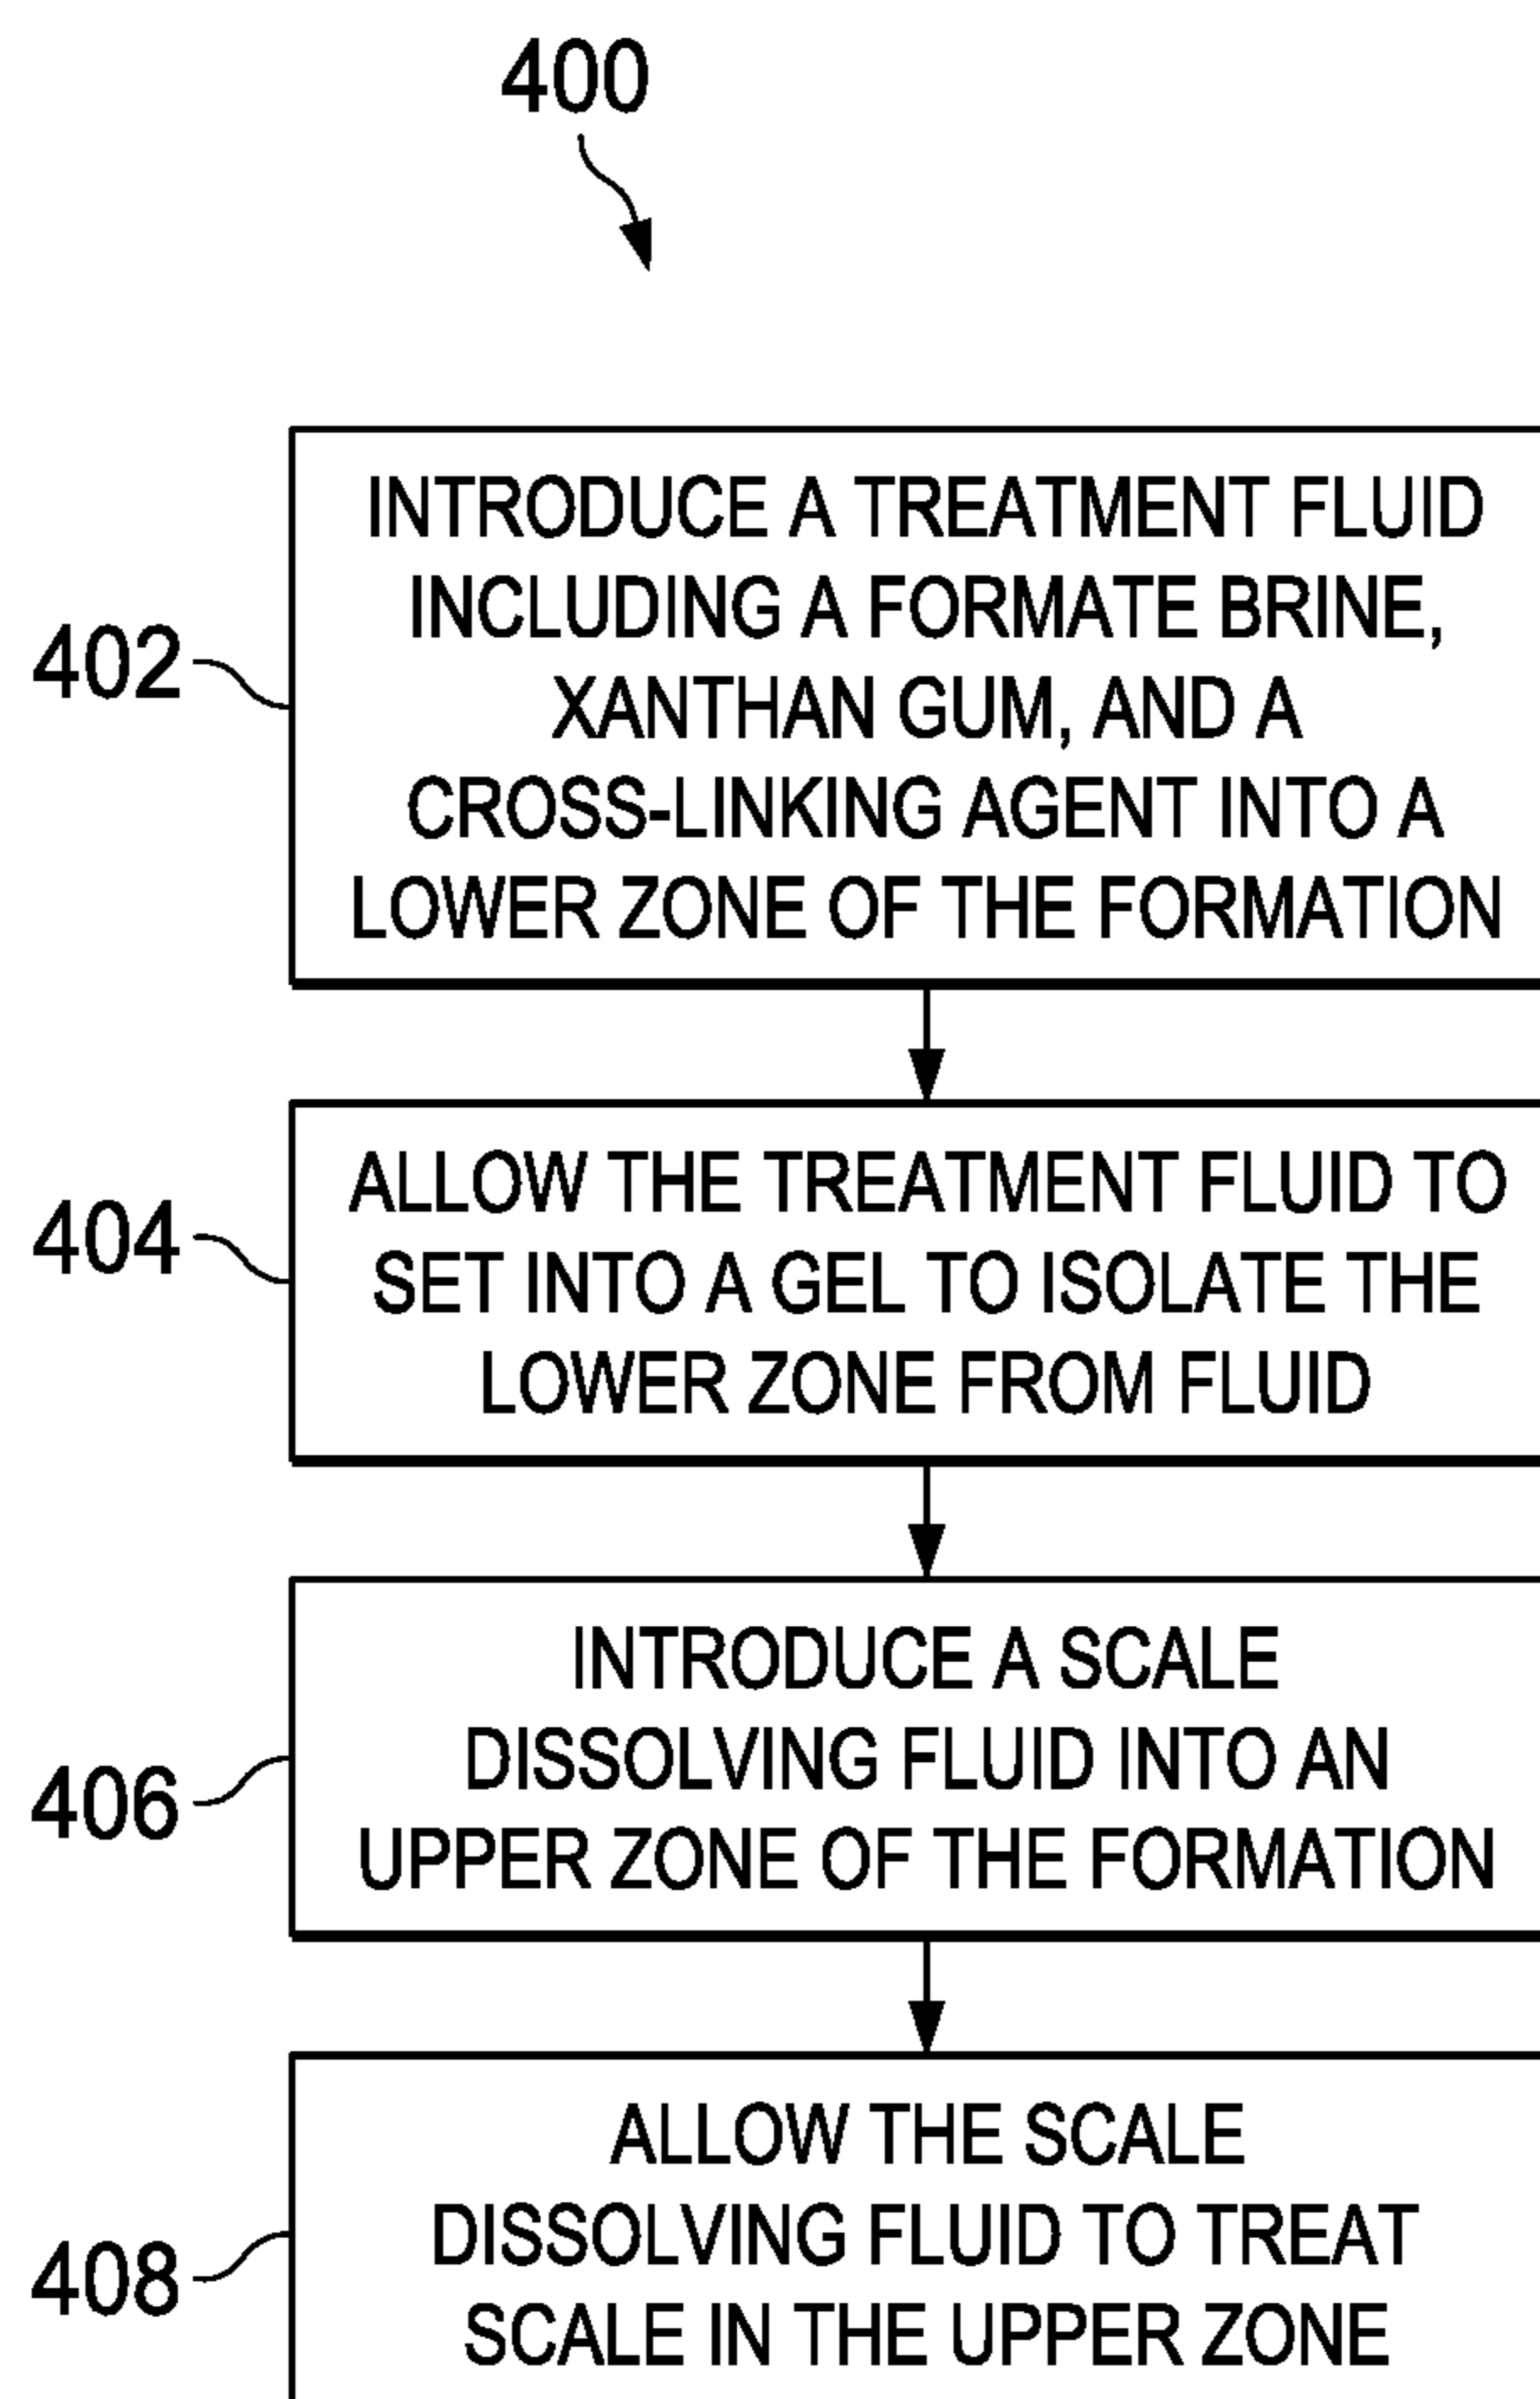 400
402
INTRODUCE A TREATMENT FLUID
INCLUDING A FORMATE BRINE,
XANTHAN GUM, AND A
CROSS-LINKING AGENT INTO A
LOWER ZONE OF THE FORMATION
404
ALLOW THE TREATMENT FLUID TO
SET INTO A GEL TO ISOLATE THE
LOWER ZONE FROM FLUID
406
INTRODUCE A SCALE
DISSOLVING FLUID INTO AN
UPPER ZONE OF THE FORMATION
408
ALLOW THE SCALE
DISSOLVING FLUID TO TREAT
SCALE IN THE UPPER ZONE